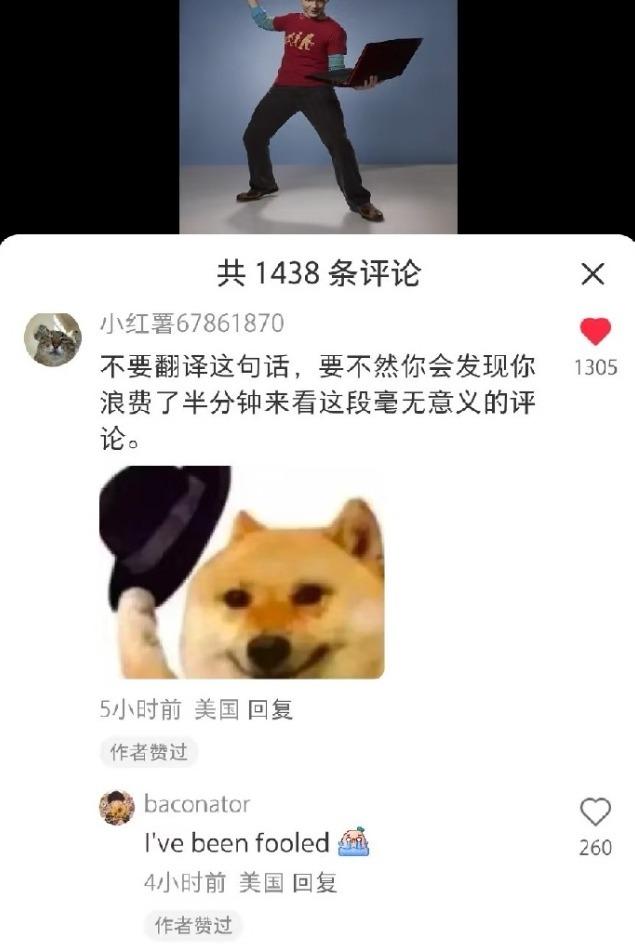 共 1438 条评论
小红薯67861870
不要翻译这句话，要不然你会发现你
浪费了半分钟来看这段毫无意义的评
论。
1305
5小时前 美国 回复
作者赞过
baconator
I've been fooled
260
4小时前 美国 回复
作者赞过